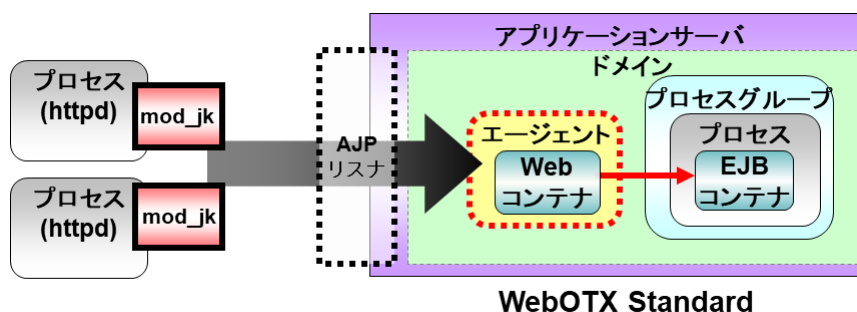 アプリケーションサーバ
ドメイン
プロセス
(httpd)
mod_jk
プロセス
(httpd)
mod_jk
AJP
リスナ
エージェント
Web
コンテナ
プロセスグループ
プロセス
EJB
コンテナ
WebOTX Standard